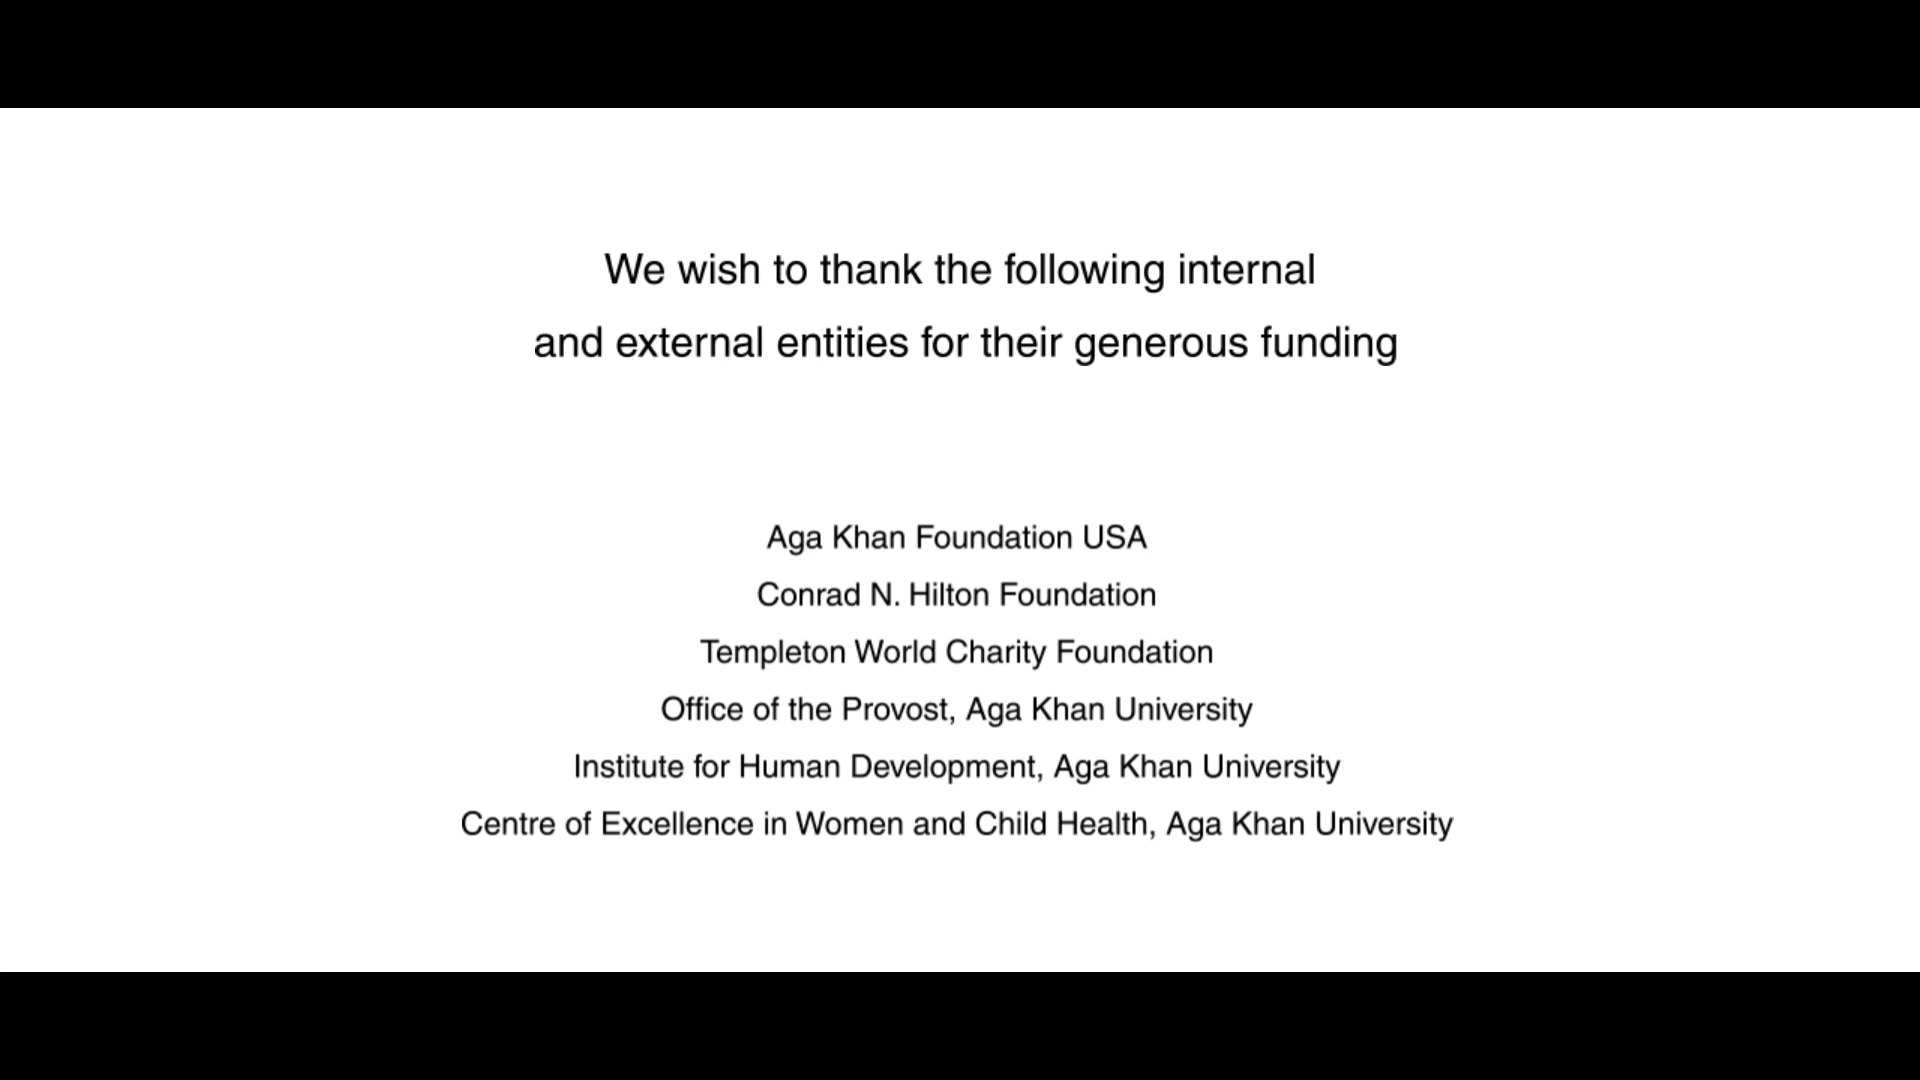 We wish to thank the following internal
and external entities for their generous funding
Aga Khan Foundation USA
Conrad N. Hilton Foundation
Templeton World Charity Foundation
Office of the Provost, Aga Khan University
Institute for Human Development, Aga Khan University
Centre of Excellence in Women and Child Health, Aga Khan University